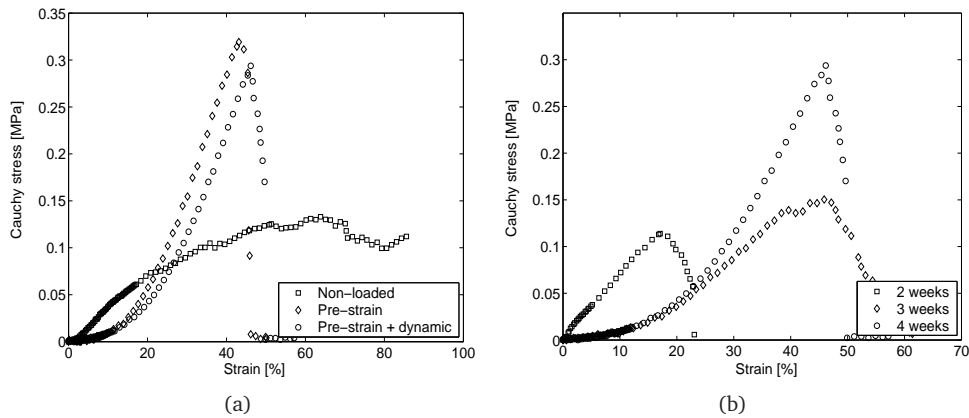 0.35
0.3
0.25
0.2
0.15
0.1
0.05
0
Cauchy stress [MPa]
0 20 40 60 80 100
Strain [%]
Non−loaded
Pre−strain
Pre−strain + dynamic
(a)
0.35
0.3
0.25
0.2
0.15
0.1
0.05
0
Cauchy stress [MPa]
0 10 20 30 40 50 60 70
Strain [%]
2 weeks
3 weeks
4 weeks
(b)